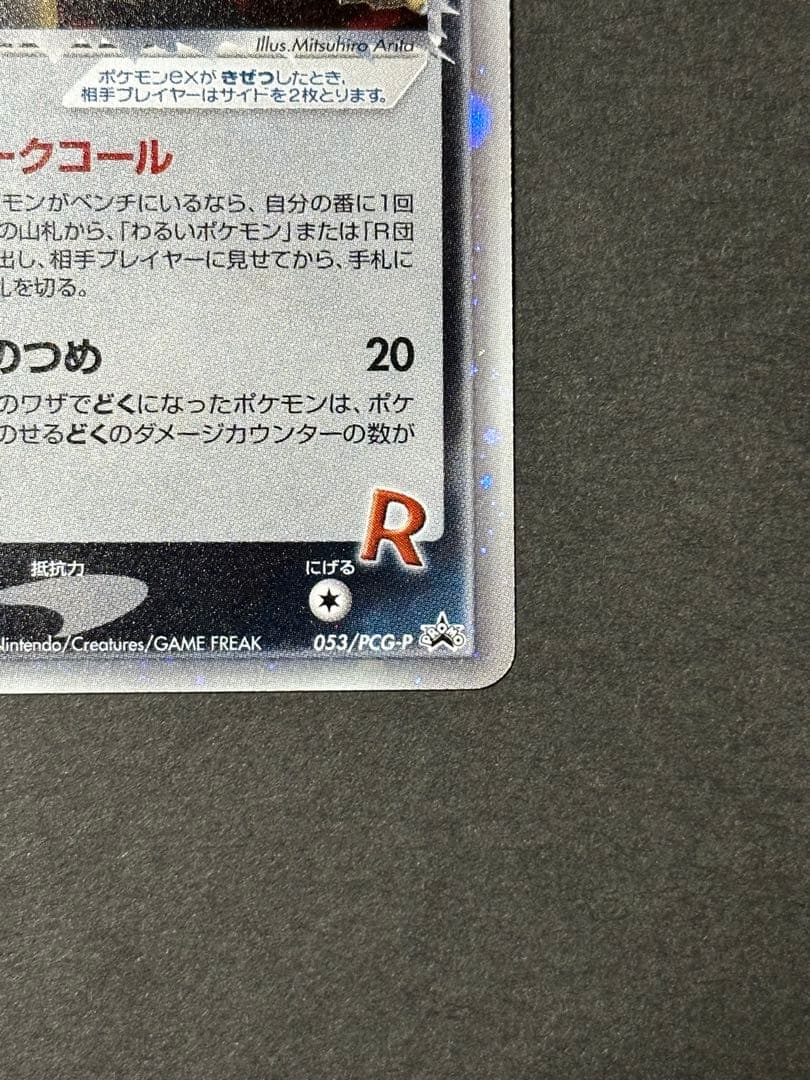 Illus.Mitsuhiro Arita
ポケモンexが きぜつしたとき、
相手プレイヤーはサイドを2枚とります。
ークコール
モンがベンチにいるなら、自分の番に1回
の山札から、「わるいポケモン」または「R団
出し、相手プレイヤーに見せてから、手札に
札を切る。
のつめ 20
のワザでどくになったポケモンは、ポケ
のせるどくのダメージカウンターの数が
R
抵抗力 にげる
Nintendo/Creatures/GAME FREAK 053/PCG-P PROMO